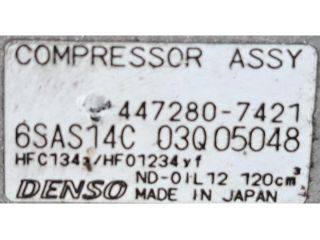 COMPRESSOR ASSY
447280-7421
6SAS14C 03Q05048
HFC134a/HFO1234yf
ND-OIL12 120cm³
DENSO MADE IN JAPAN